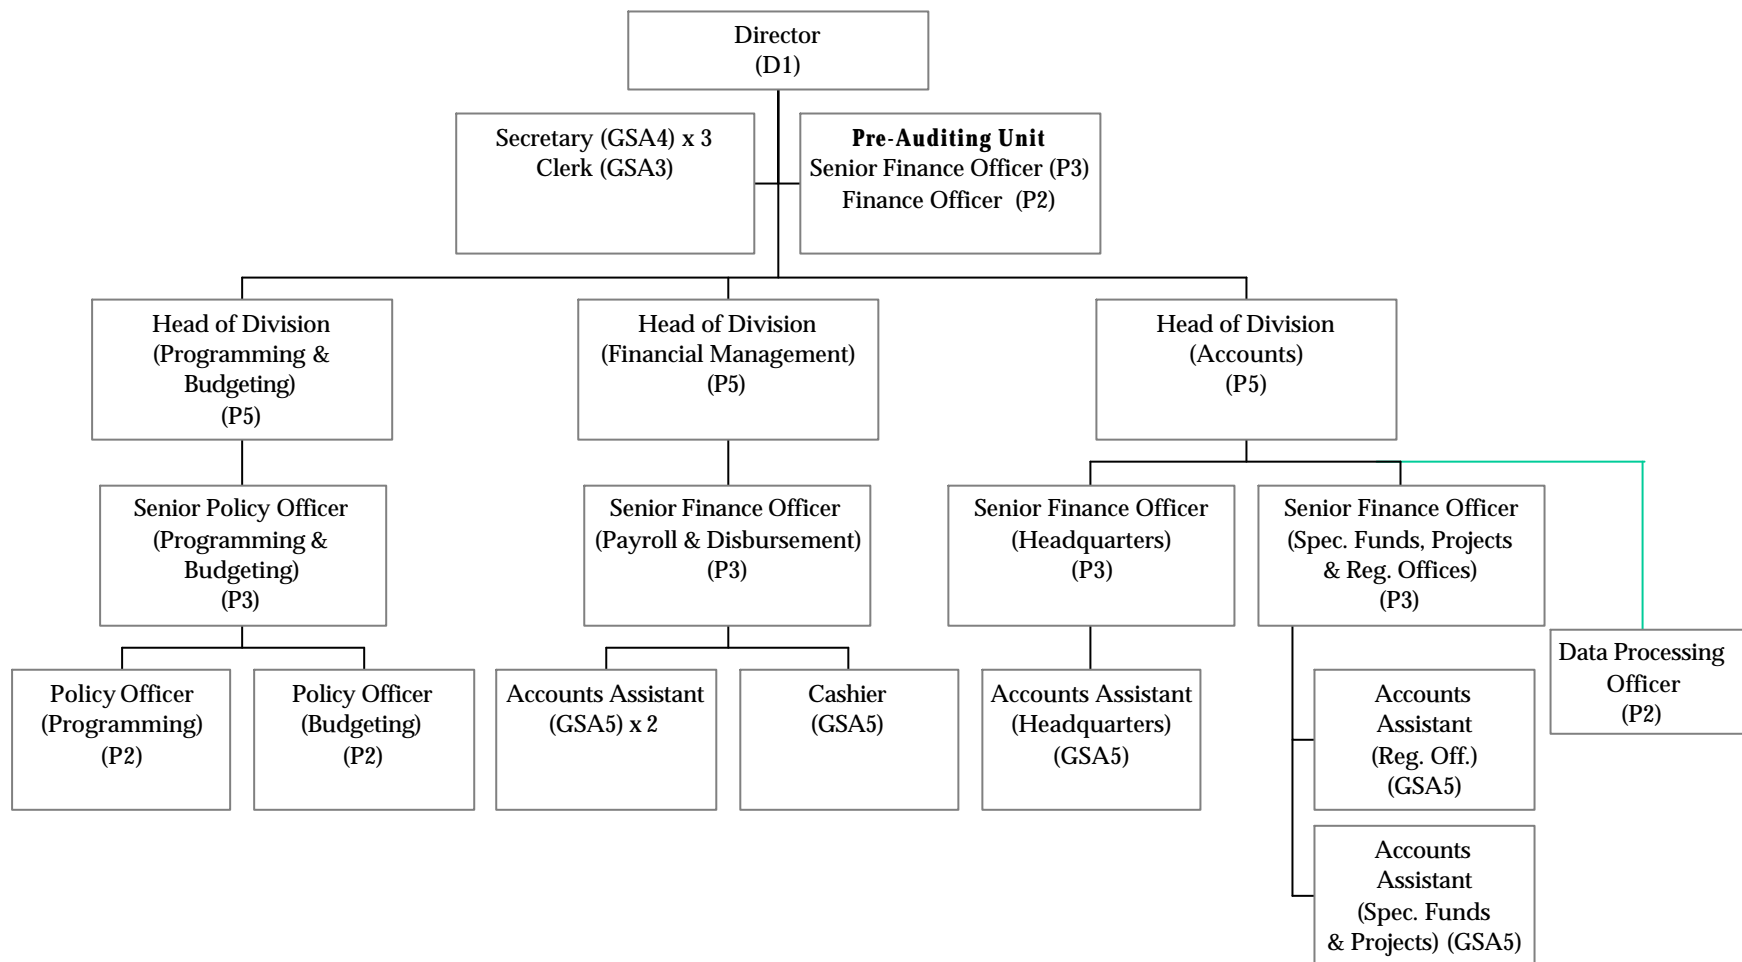 Director
(D1)
Secretary (GSA4) x 3
Clerk (GSA3)
Pre-Auditing Unit
Senior Finance Officer (P3)
Finance Officer (P2)
Head of Division
(Programming &
Budgeting)
(P5)
Head of Division
(Financial Management)
(P5)
Head of Division
(Accounts)
(P5)
Senior Policy Officer
(Programming &
Budgeting)
(P3)
Senior Finance Officer
(Payroll & Disbursement)
(P3)
Senior Finance Officer
(Headquarters)
(P3)
Senior Finance Officer
(Spec. Funds, Projects
& Reg. Offices)
(P3)
Data Processing
Officer
(P2)
Policy Officer
(Programming)
(P2)
Policy Officer
(Budgeting)
(P2)
Accounts Assistant
(GSA5) x 2
Cashier
(GSA5)
Accounts Assistant
(Headquarters)
(GSA5)
Accounts
Assistant
(Reg. Off.)
(GSA5)
Accounts
Assistant
(Spec. Funds
& Projects) (GSA5)